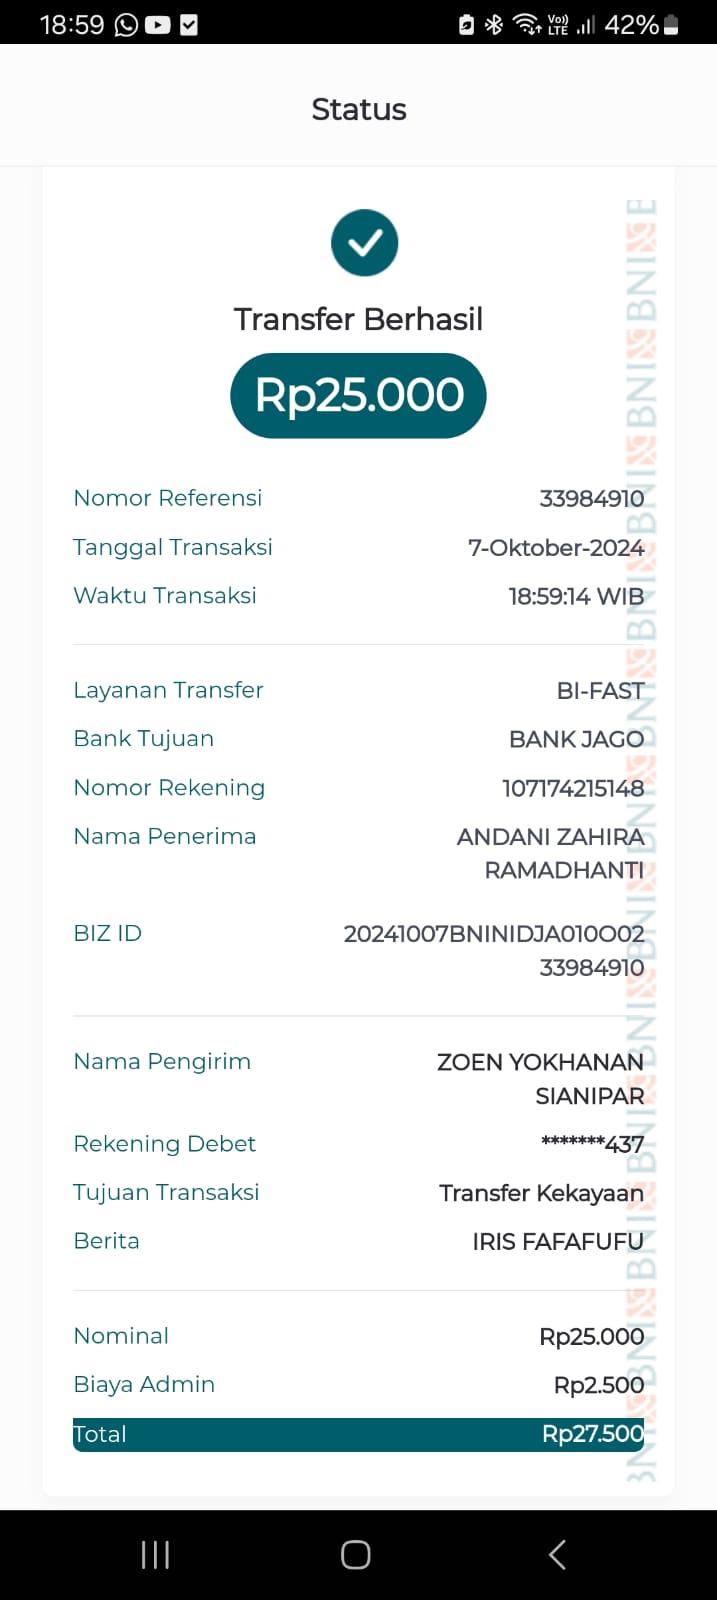 18:59 Vo)) LTE 42%
Status
Transfer Berhasil
Rp25.000
Nomor Referensi 33984910
Tanggal Transaksi 7-Oktober-2024
Waktu Transaksi 18:59:14 WIB
Layanan Transfer BI-FAST
Bank Tujuan BANK JAGO
Nomor Rekening 107174215148
Nama Penerima ANDANI ZAHIRA
RAMADHANTI
BIZ ID 20241007BNINIDJA010O02
33984910
Nama Pengirim ZOEN YOKHANAN
SIANIPAR
Rekening Debet *******437
Tujuan Transaksi Transfer Kekayaan
Berita IRIS FAFAFUFU
Nominal Rp25.000
Biaya Admin Rp2.500
Total Rp27.500
BNI BNI BNI BNI BNI BNI BNI BNI BNI BNI BNI BNI